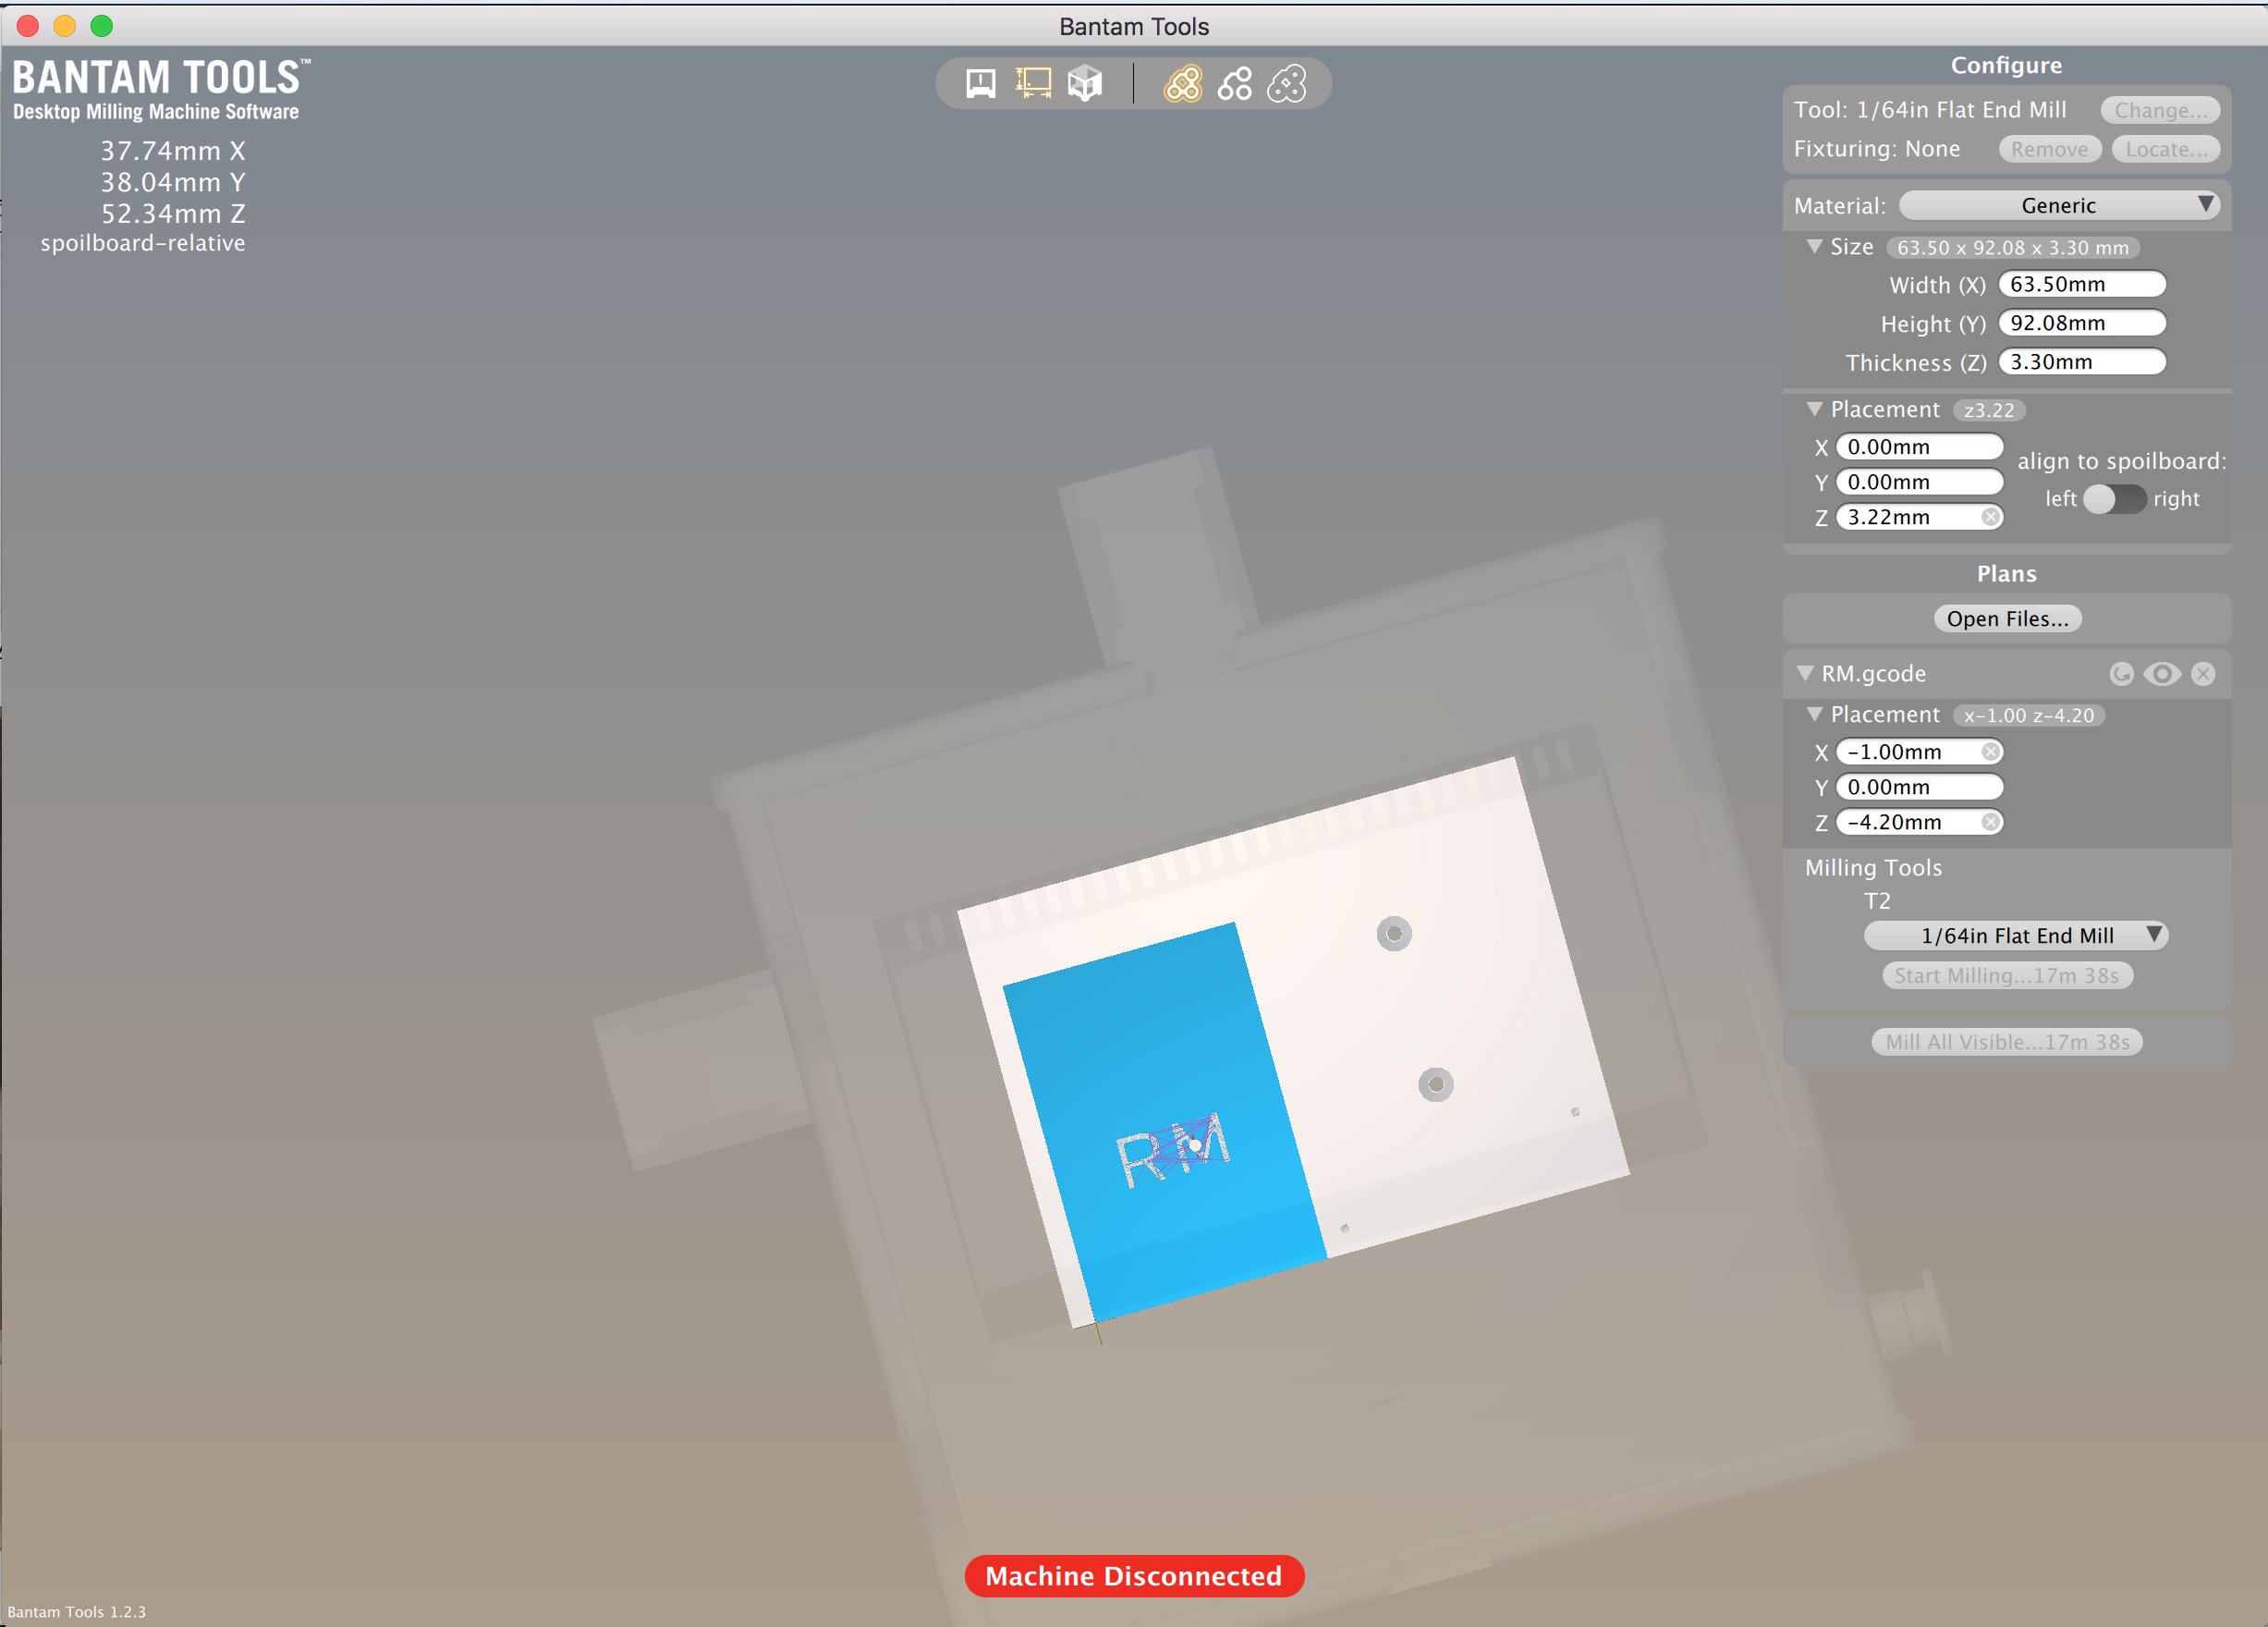 Bantam Tools
BANTAM TOOLS™
Desktop Milling Machine Software
37.74mm X
38.04mm Y
52.34mm Z
spoilboard-relative
Configure
Tool: 1/64in Flat End Mill Change...
Fixturing: None Remove Locate...
Material: Generic
Size 63.50 x 92.08 x 3.30 mm
Width (X) 63.50mm
Height (Y) 92.08mm
Thickness (Z) 3.30mm
Placement z3.22
X 0.00mm
align to spoilboard:
Y 0.00mm
left right
Z 3.22mm
Plans
Open Files...
RM.gcode
Placement x-1.00 z-4.20
X -1.00mm
Y 0.00mm
Z -4.20mm
Milling Tools
T2
1/64in Flat End Mill
Start Milling...17m 38s
Mill All Visible...17m 38s
RM
Machine Disconnected
Bantam Tools 1.2.3